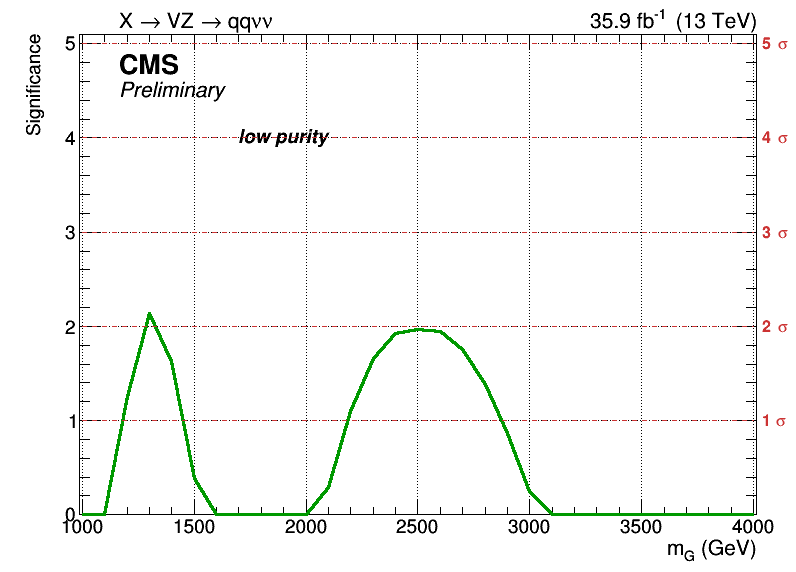 X → VZ → qqνν
35.9 fb⁻¹ (13 TeV)
Significance
CMS
Preliminary
low purity
5
4
3
2
1
0
5 σ
4 σ
3 σ
2 σ
1 σ
1000 1500 2000 2500 3000 3500 4000
m_G (GeV)